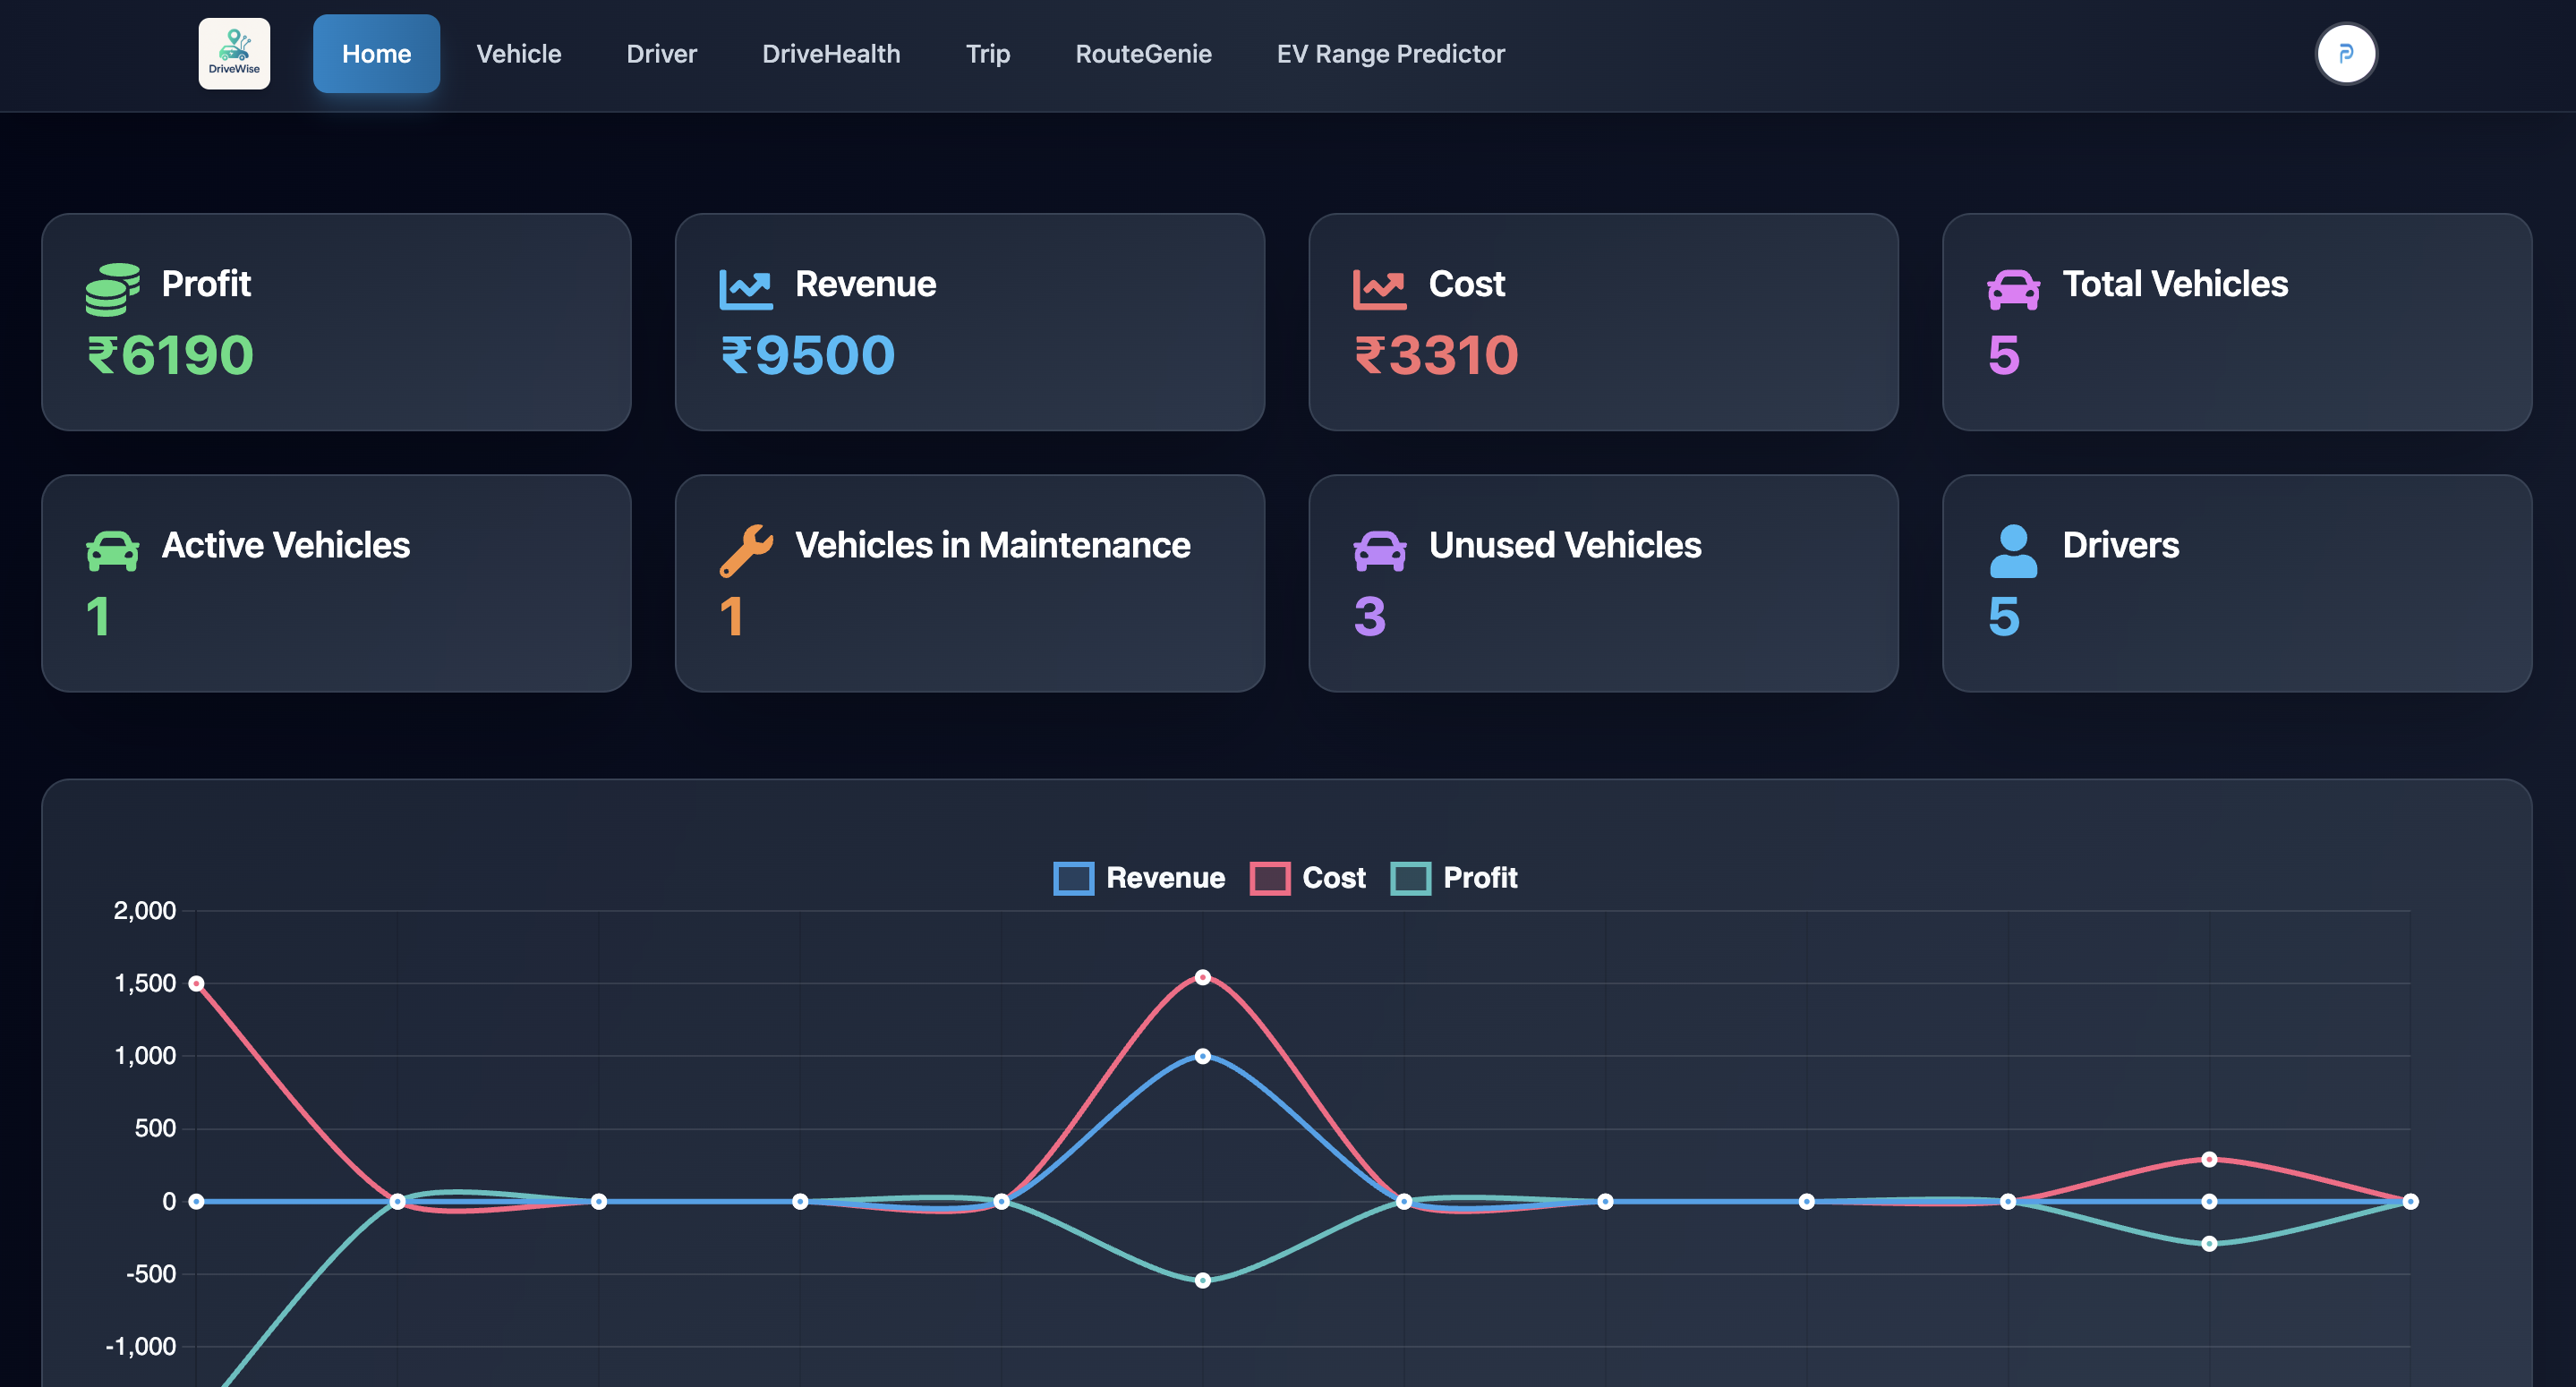 DriveWise
Home Vehicle Driver DriveHealth Trip RouteGenie EV Range Predictor
Profit
₹6190
Revenue
₹9500
Cost
₹3310
Total Vehicles
5
Active Vehicles
1
Vehicles in Maintenance
1
Unused Vehicles
3
Drivers
5
Revenue Cost Profit
2,000
1,500
1,000
500
0
-500
-1,000